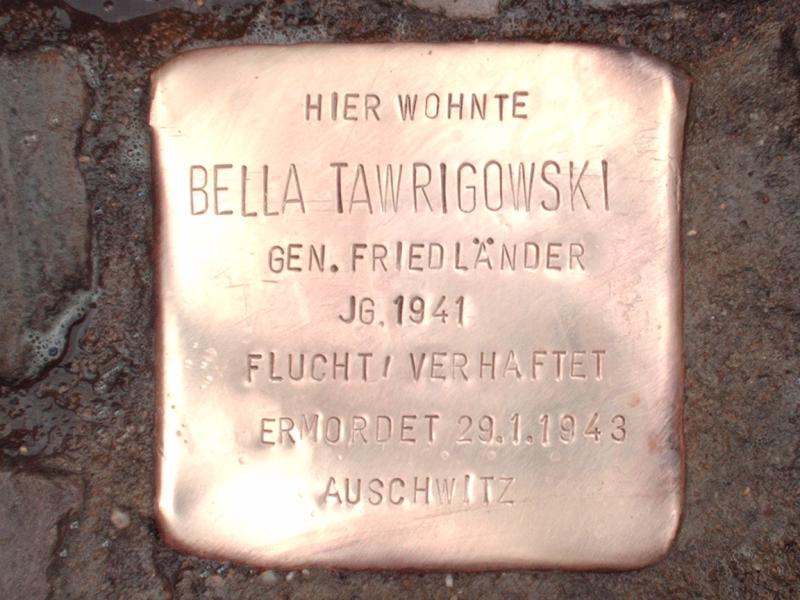 HIER WOHNTE
BELLA TAWRIGOWSKI
GEN. FRIEDLÄNDER
JG. 1941
FLUCHT/VERHAFTET
ERMORDET 29.1.1943
AUSCHWITZ